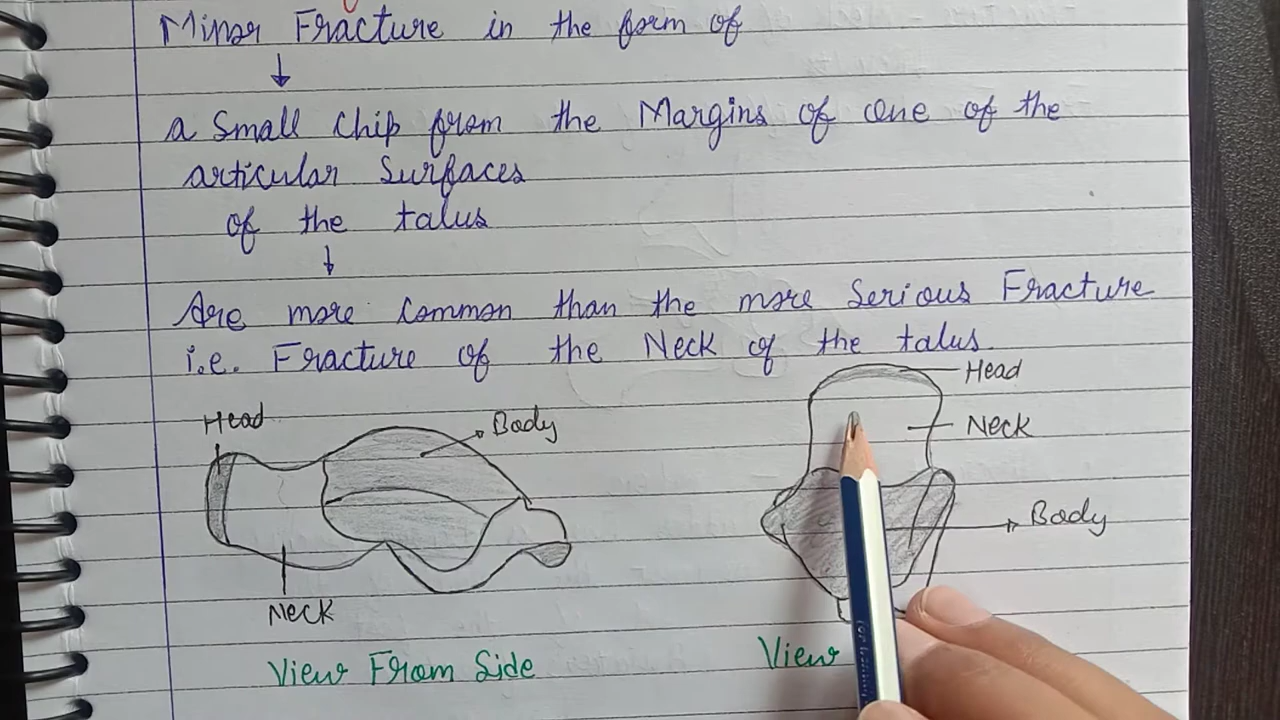 Minor Fracture in the form of
a Small chip from the Margins of one of the
articular Surfaces
of the talus
Are more common than the more Serious Fracture
i.e. Fracture of the Neck of the talus.
Head
Body
Neck
View From Side
Head
Neck
Body
View